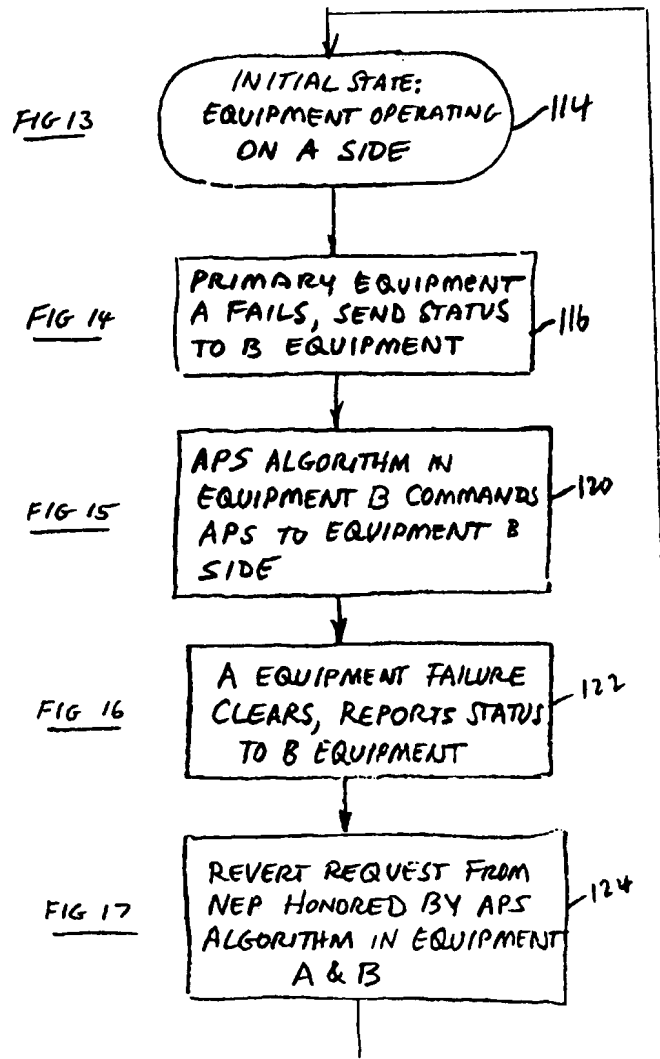 INITIAL STATE:
EQUIPMENT OPERATING
ON A SIDE
FIG 13
114
PRIMARY EQUIPMENT
A FAILS, SEND STATUS
TO B EQUIPMENT
FIG 14
116
APS ALGORITHM IN
EQUIPMENT B COMMANDS
APS TO EQUIPMENT B
SIDE
FIG 15
120
A EQUIPMENT FAILURE
CLEARS, REPORTS STATUS
TO B EQUIPMENT
FIG 16
122
REVERT REQUEST FROM
NEP HONORED BY APS
ALGORITHM IN EQUIPMENT
A & B
FIG 17
124